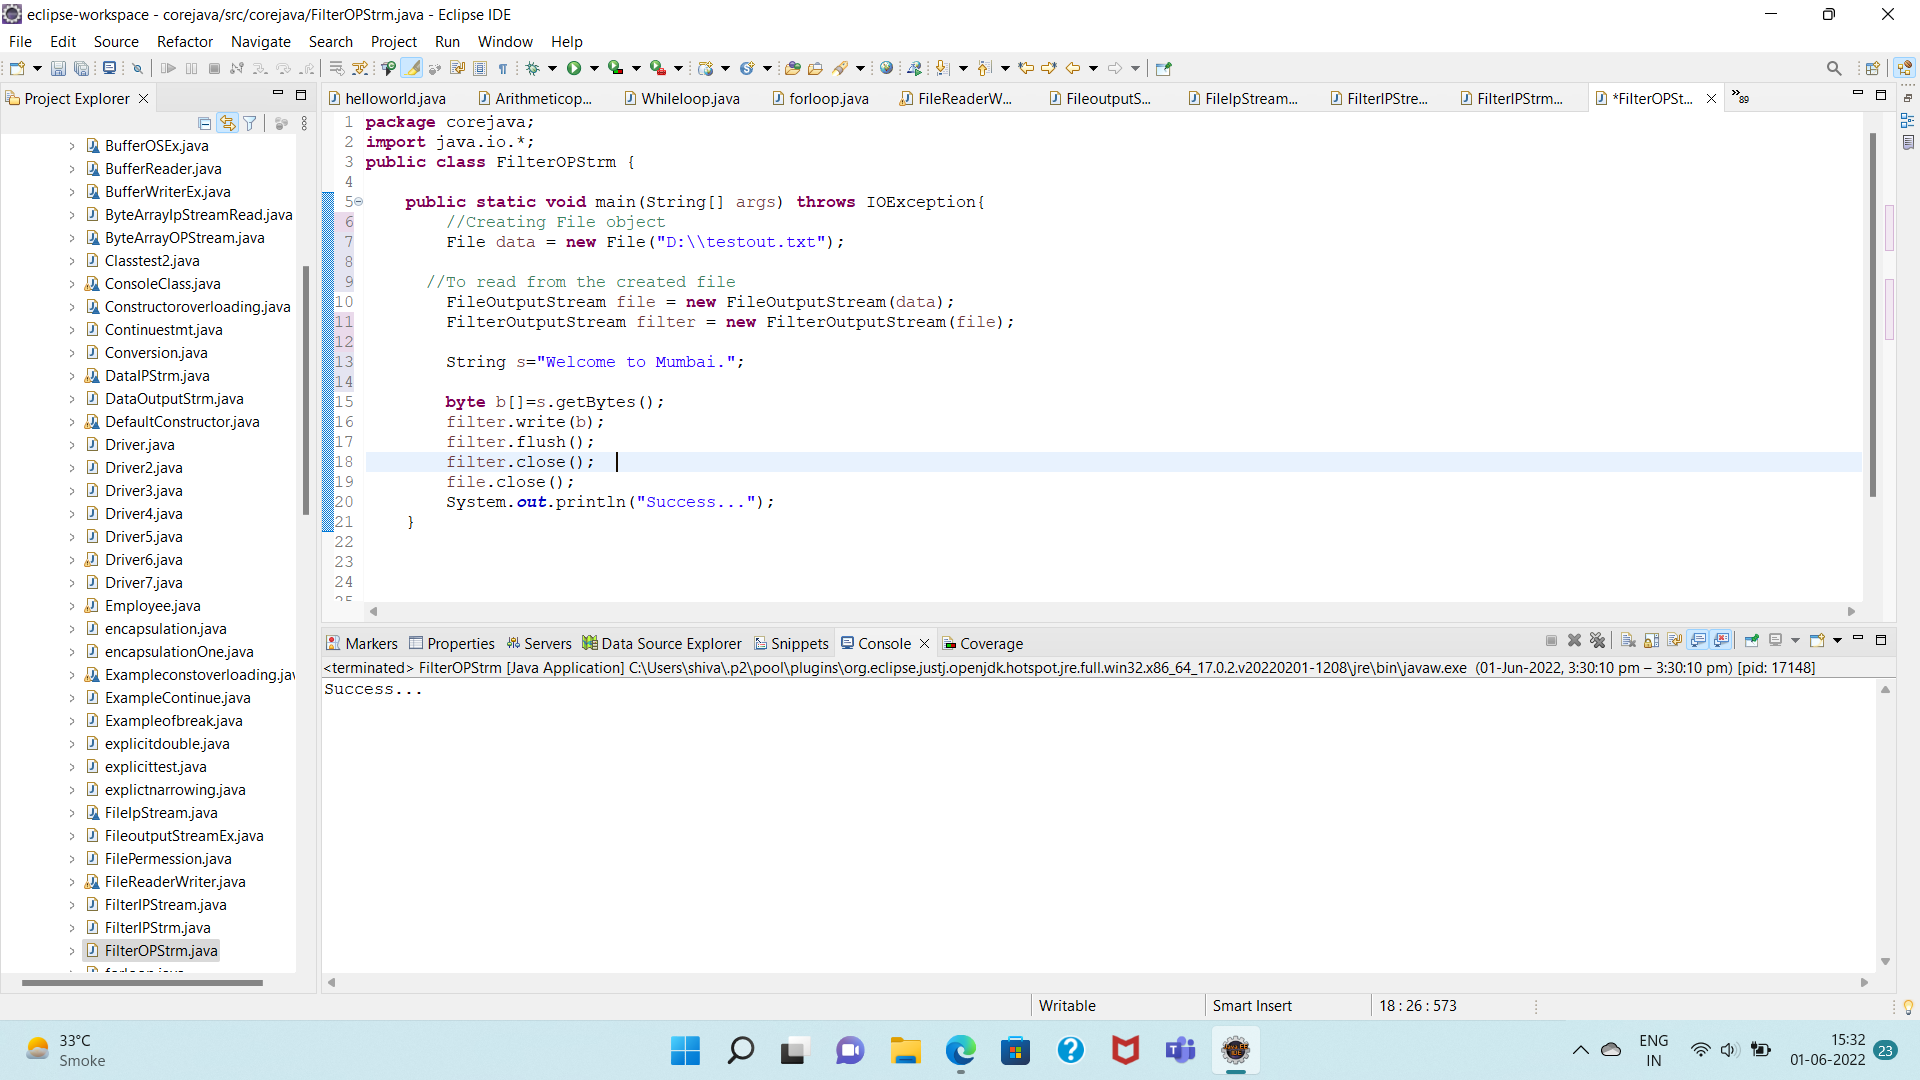 eclipse-workspace - corejava/src/corejava/FilterOPStrm.java - Eclipse IDE
File Edit Source Refactor Navigate Search Project Run Window Help
Project Explorer
helloworld.java Arithmeticop... Whileloop.java forloop.java FileReaderW... FileoutputS... FileIpStream... FilterIPStre... FilterIPStrm... *FilterOPSt... »89
BufferOSEx.java
BufferReader.java
BufferWriterEx.java
ByteArrayIpStreamRead.java
ByteArrayOPStream.java
Classtest2.java
ConsoleClass.java
Constructoroverloading.java
Continuestmt.java
Conversion.java
DataIPStrm.java
DataOutputStrm.java
DefaultConstructor.java
Driver.java
Driver2.java
Driver3.java
Driver4.java
Driver5.java
Driver6.java
Driver7.java
Employee.java
encapsulation.java
encapsulationOne.java
Exampleconstoverloading.jav
ExampleContinue.java
Exampleofbreak.java
explicitdouble.java
explicittest.java
explictnarrowing.java
FileIpStream.java
FileoutputStreamEx.java
FilePermession.java
FileReaderWriter.java
FilterIPStream.java
FilterIPStrm.java
FilterOPStrm.java
forloop.java
1 package corejava;
2 import java.io.*;
3 public class FilterOPStrm {
4
5 public static void main(String[] args) throws IOException{
6 //Creating File object
7 File data = new File("D:\\testout.txt");
8
9 //To read from the created file
10 FileOutputStream file = new FileOutputStream(data);
11 FilterOutputStream filter = new FilterOutputStream(file);
12
13 String s="Welcome to Mumbai.";
14
15 byte b[]=s.getBytes();
16 filter.write(b);
17 filter.flush();
18 filter.close();
19 file.close();
20 System.out.println("Success...");
21 }
22
23
24
25
Markers Properties Servers Data Source Explorer Snippets Console Coverage
<terminated> FilterOPStrm [Java Application] C:\Users\shiva\.p2\pool\plugins\org.eclipse.justj.openjdk.hotspot.jre.full.win32.x86_64_17.0.2.v20220201-1208\jre\bin\javaw.exe (01-Jun-2022, 3:30:10 pm – 3:30:10 pm) [pid: 17148]
Success...
Writable Smart Insert 18 : 26 : 573
33°C
Smoke
ENG
IN
15:32
01-06-2022
23